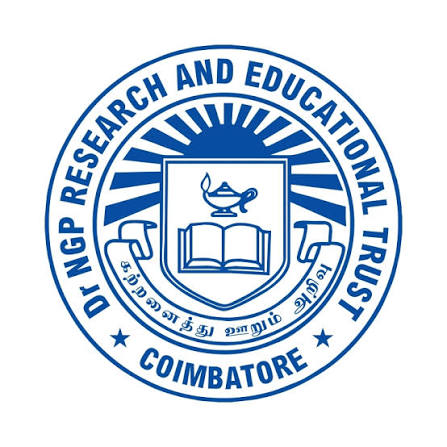 Dr NGP RESEARCH AND EDUCATIONAL TRUST
கற்றனைத்து ஊறும் அறிவு
★ COIMBATORE ★